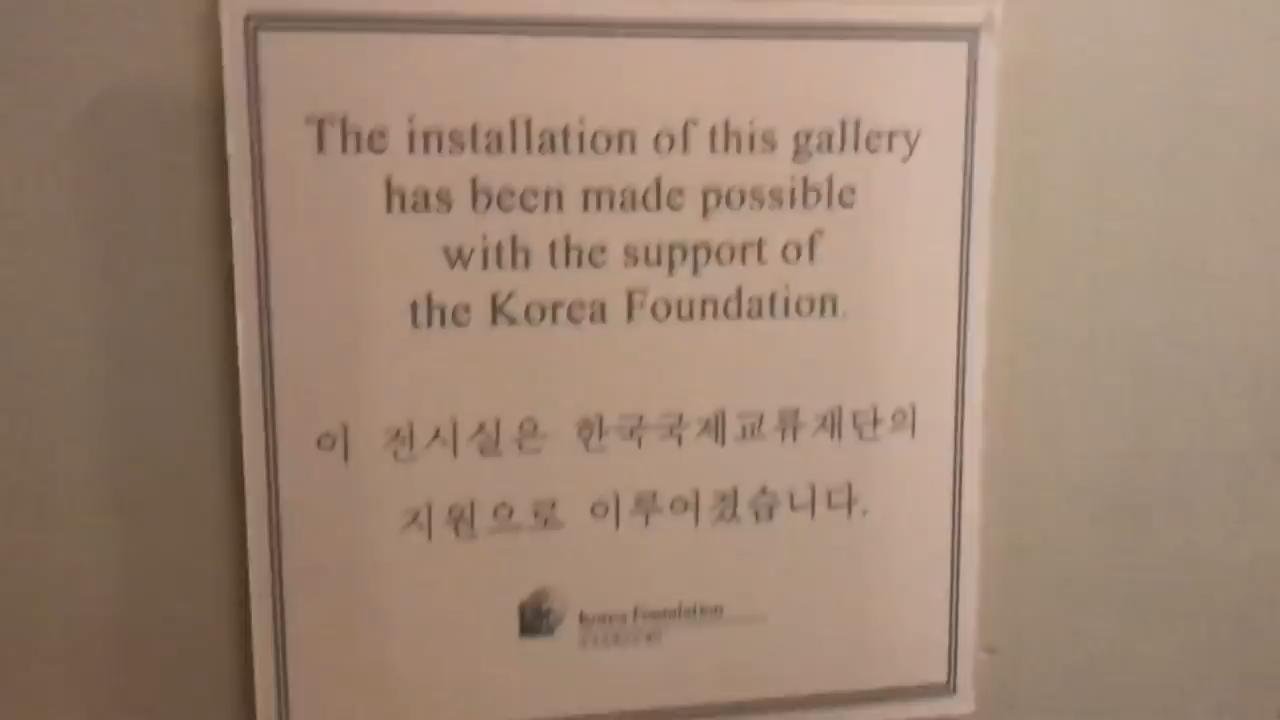 The installation of this gallery
has been made possible
with the support of
the Korea Foundation.
이 전시실은 한국국제교류재단의
지원으로 이루어졌습니다.
Korea Foundation